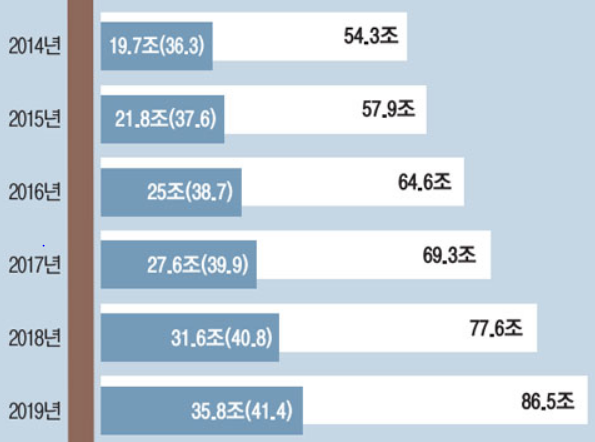 2014년 19.7조(36.3) 54.3조
2015년 21.8조(37.6) 57.9조
2016년 25조(38.7) 64.6조
2017년 27.6조(39.9) 69.3조
2018년 31.6조(40.8) 77.6조
2019년 35.8조(41.4) 86.5조